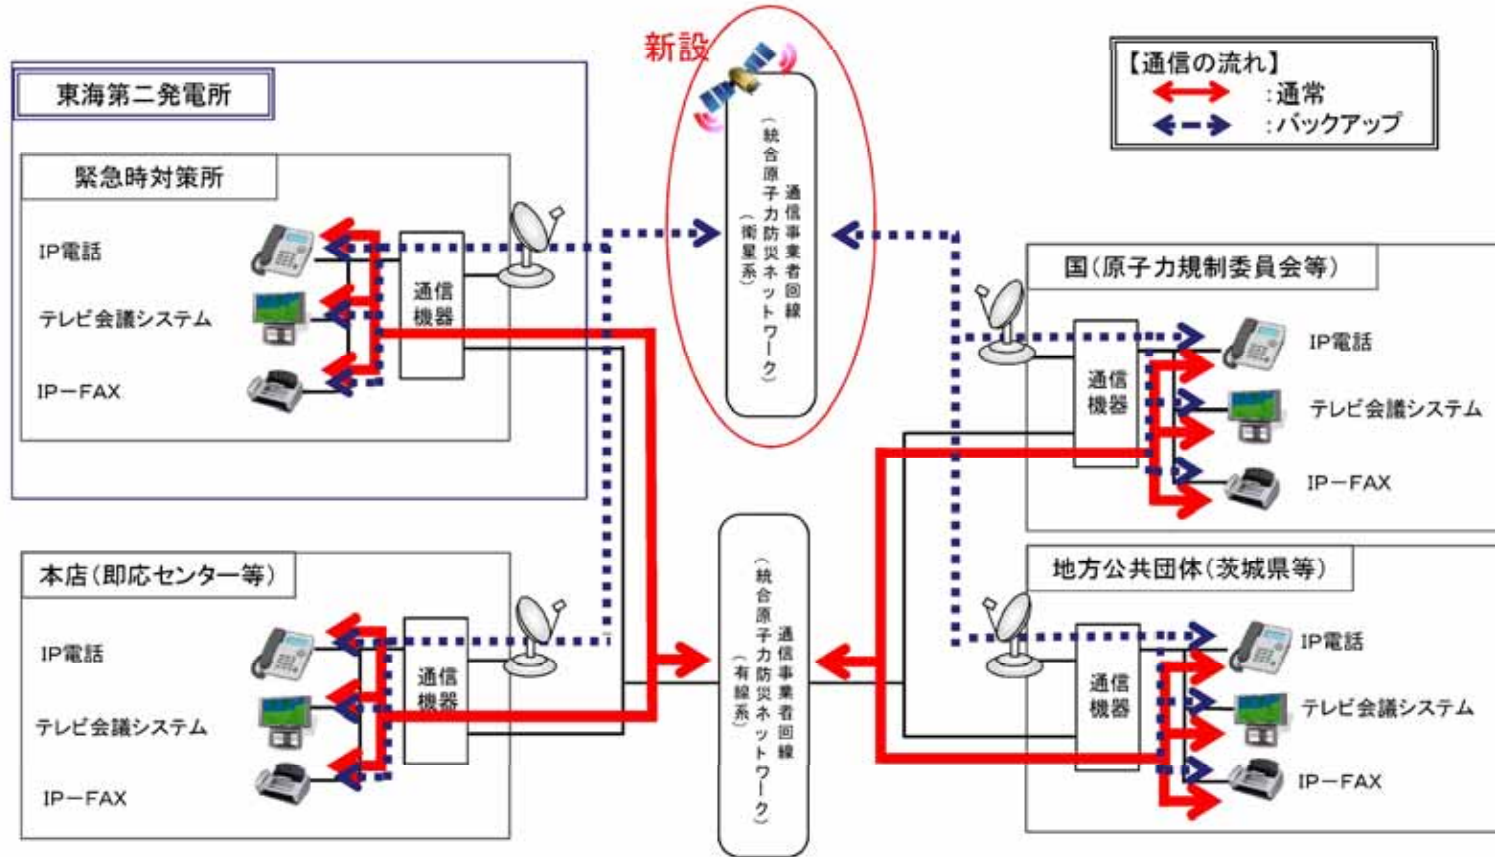 新設
【通信の流れ】
:通常
:バックアップ
東海第二発電所
緊急時対策所
IP電話
テレビ会議システム
IP－FAX
通信
機器
通信事業者回線
(統合原子力防災ネットワーク)
(衛星系)
国(原子力規制委員会等)
通信
機器
IP電話
テレビ会議システム
IP－FAX
本店(即応センター等)
IP電話
テレビ会議システム
IP－FAX
通信
機器
通信事業者回線
(統合原子力防災ネットワーク)
(有線系)
地方公共団体(茨城県等)
通信
機器
IP電話
テレビ会議システム
IP－FAX